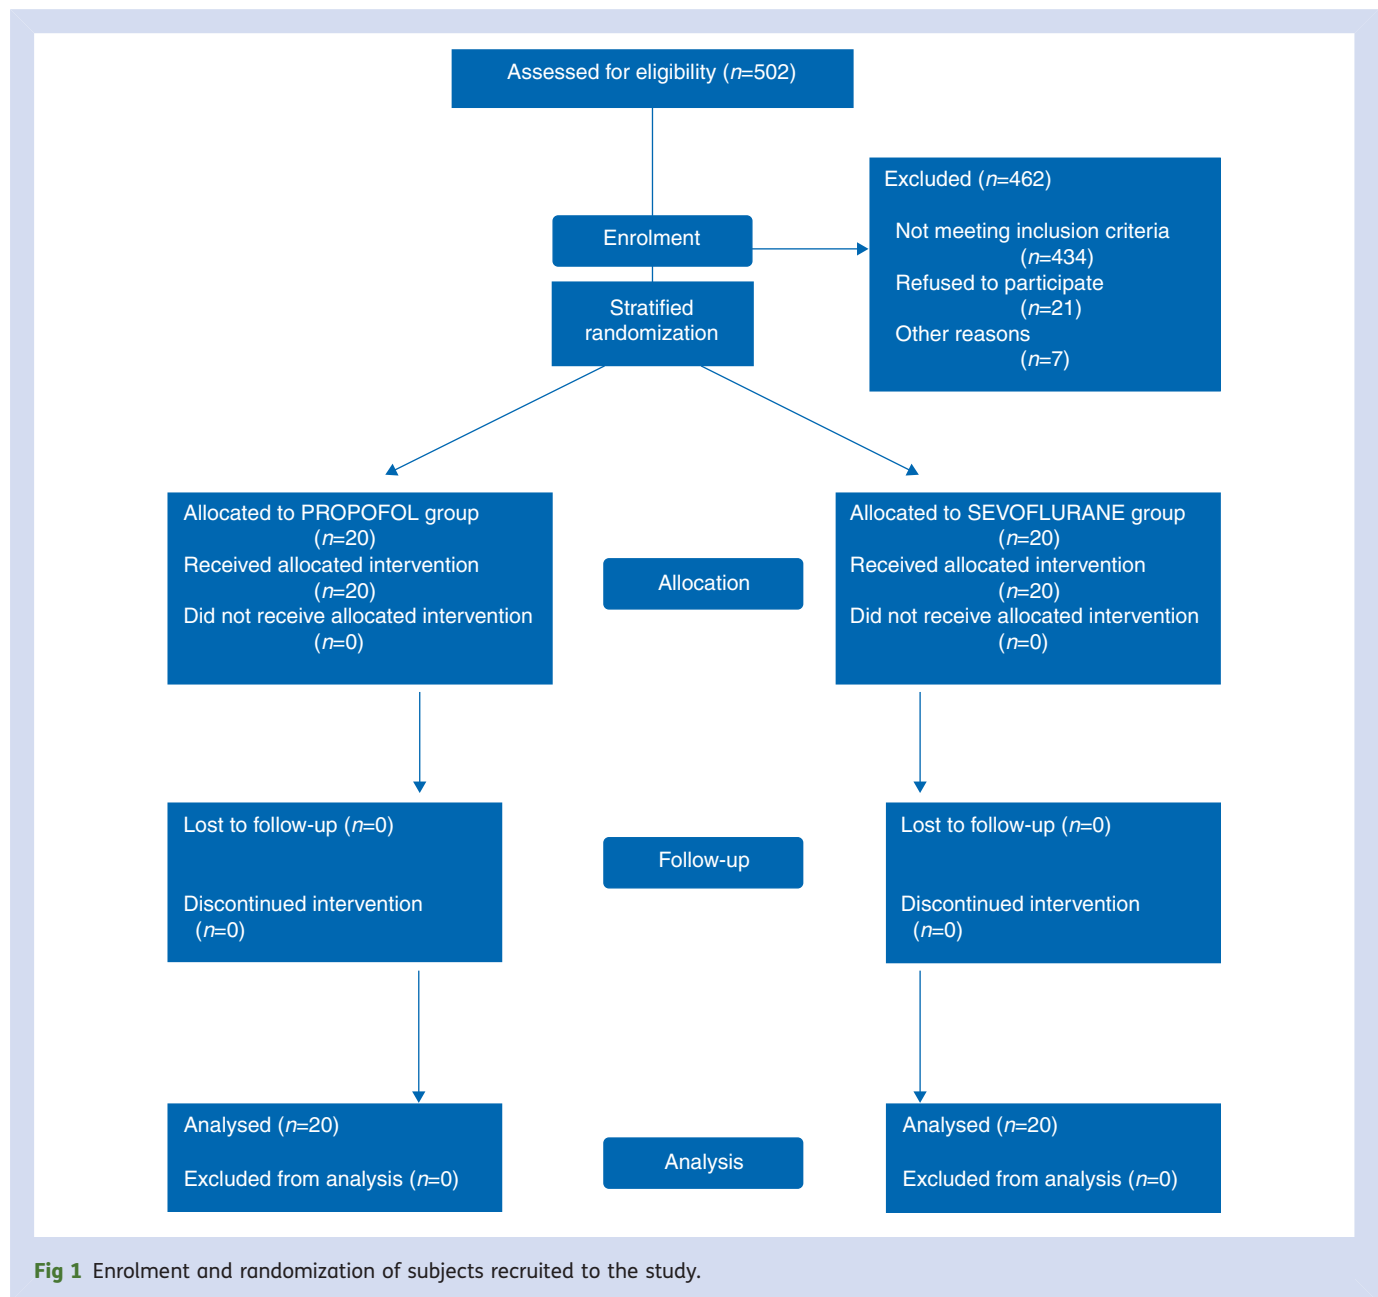 Assessed for eligibility (n=502)
Excluded (n=462)
Not meeting inclusion criteria
(n=434)
Refused to participate
(n=21)
Other reasons
(n=7)
Enrolment
Stratified
randomization
Allocated to PROPOFOL group
(n=20)
Received allocated intervention
(n=20)
Did not receive allocated intervention
(n=0)
Allocation
Allocated to SEVOFLURANE group
(n=20)
Received allocated intervention
(n=20)
Did not receive allocated intervention
(n=0)
Lost to follow-up (n=0)
Discontinued intervention
(n=0)
Follow-up
Lost to follow-up (n=0)
Discontinued intervention
(n=0)
Analysed (n=20)
Excluded from analysis (n=0)
Analysis
Analysed (n=20)
Excluded from analysis (n=0)
Fig 1 Enrolment and randomization of subjects recruited to the study.